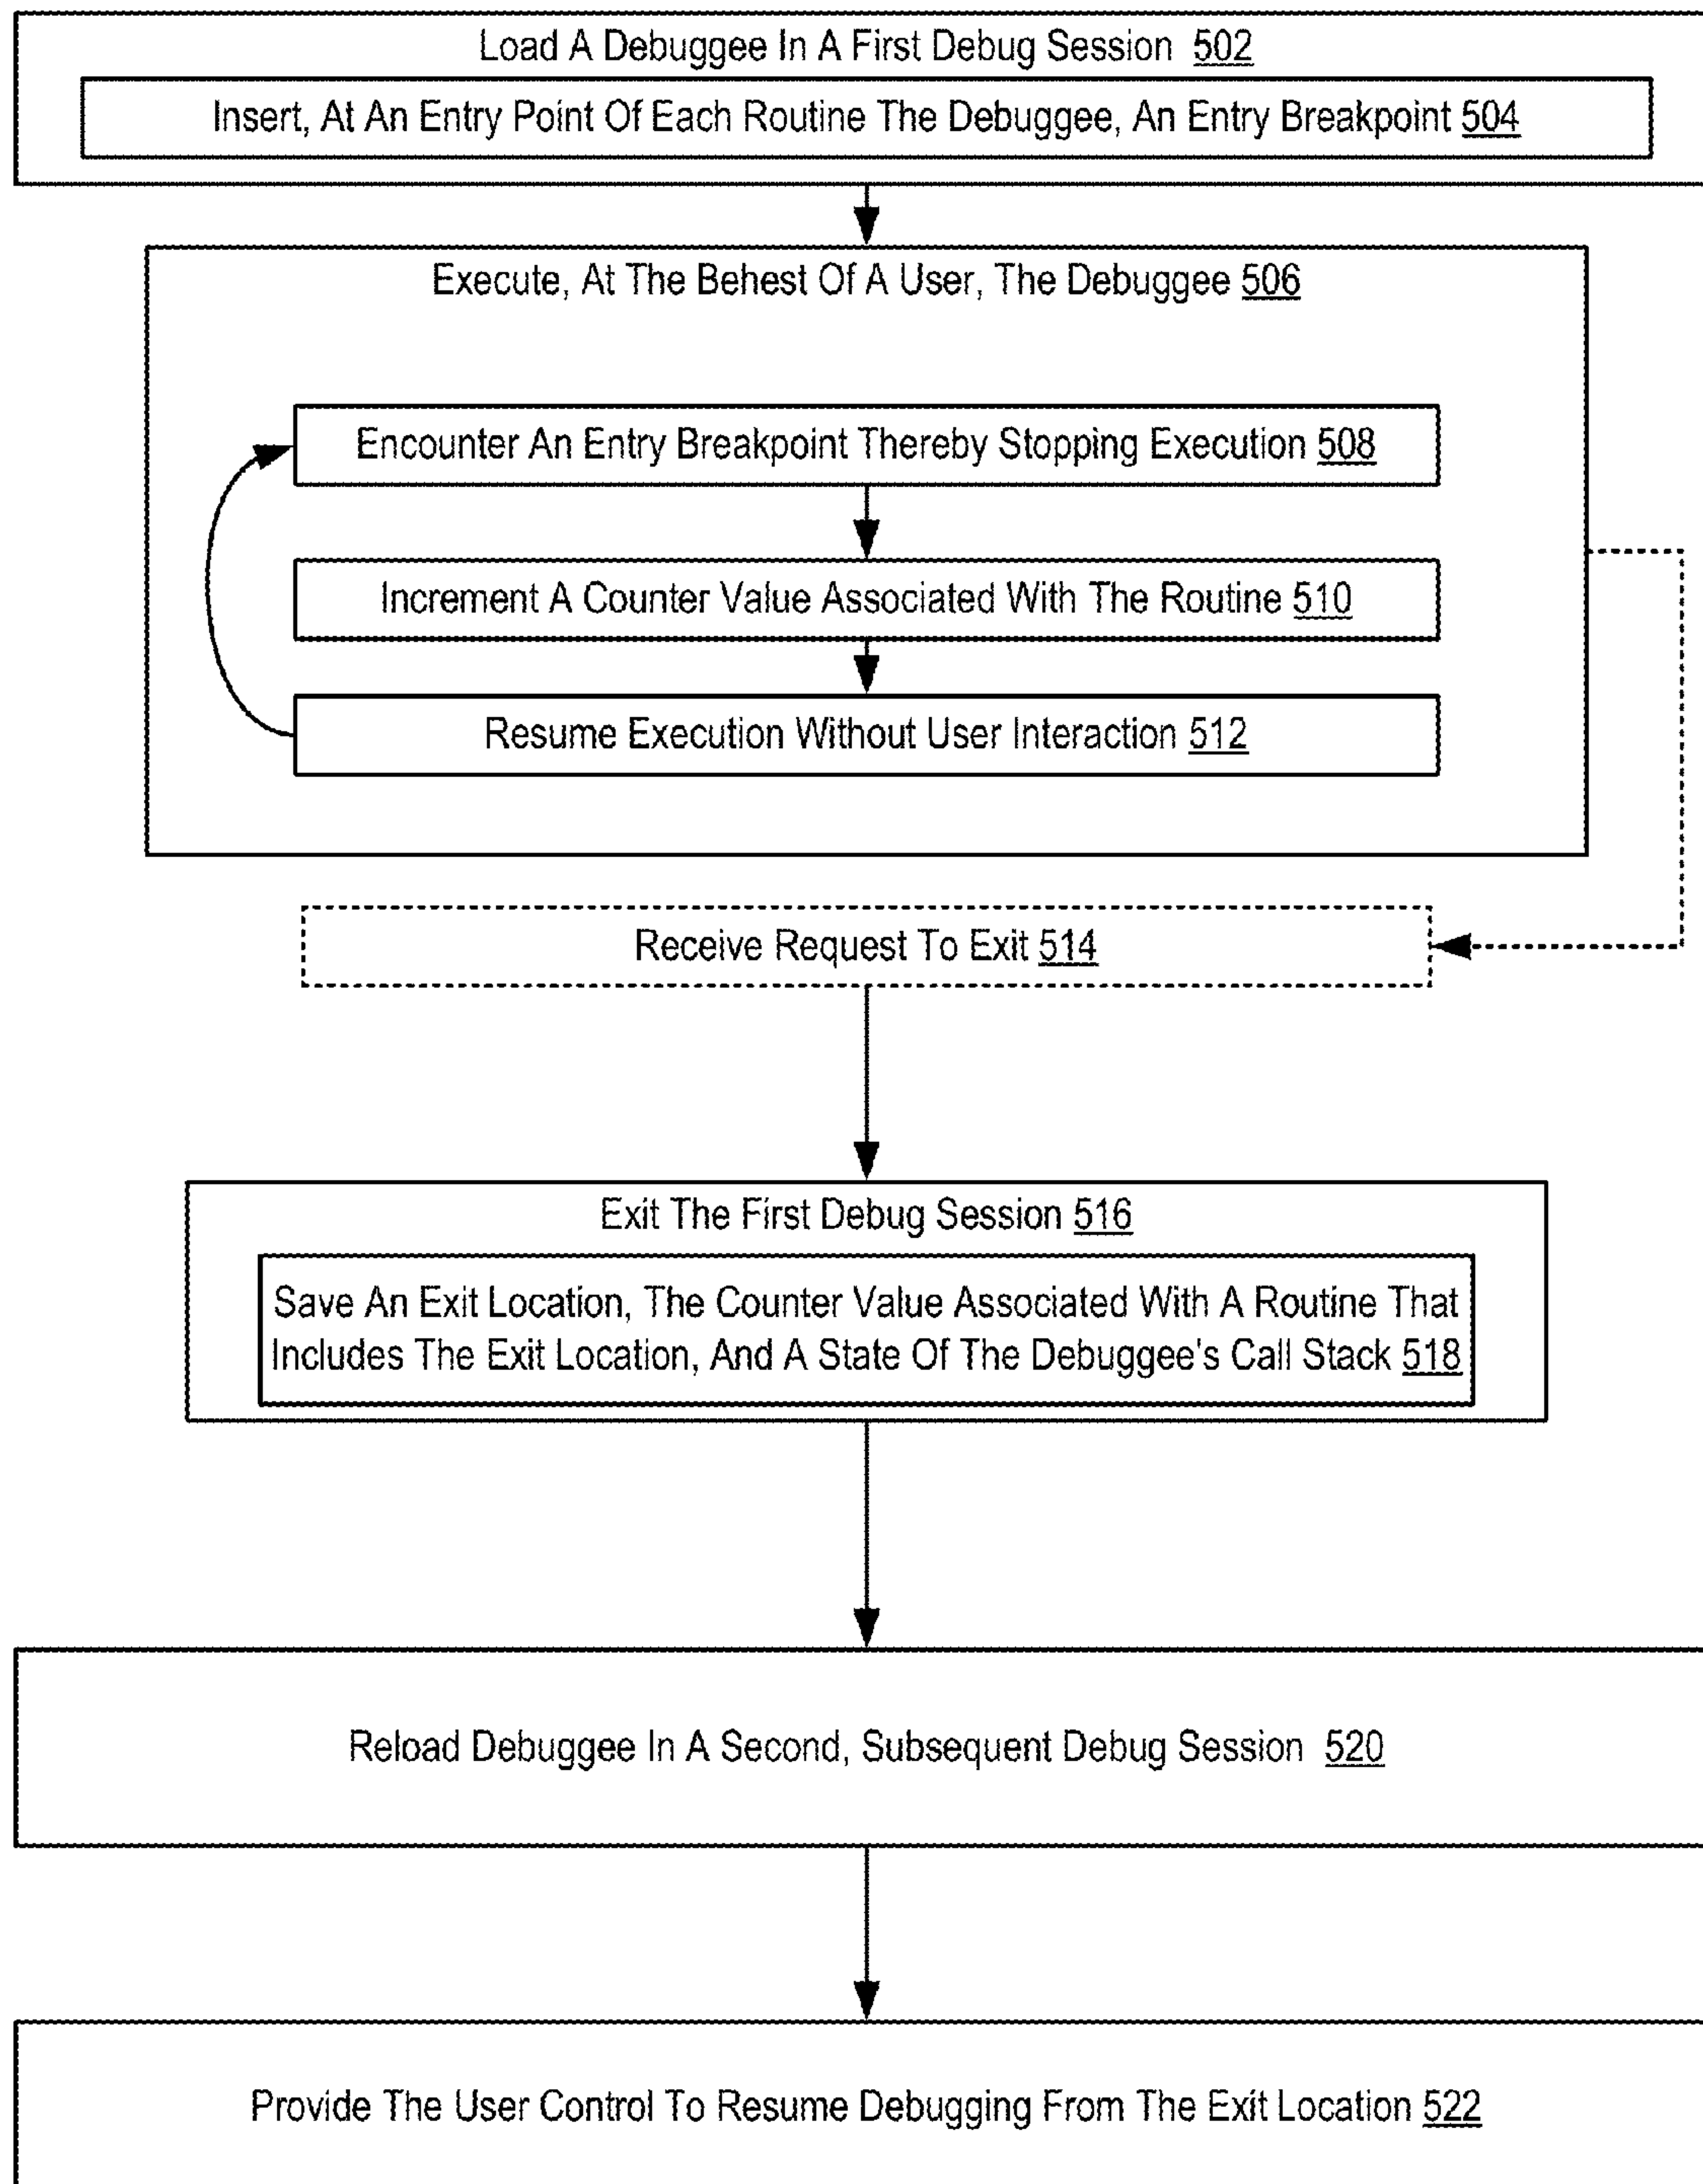 Load A Debuggee In A First Debug Session 502
Insert, At An Entry Point Of Each Routine The Debuggee, An Entry Breakpoint 504
Execute, At The Behest Of A User, The Debuggee 506
Encounter An Entry Breakpoint Thereby Stopping Execution 508
Increment A Counter Value Associated With The Routine 510
Resume Execution Without User Interaction 512
Receive Request To Exit 514
Exit The First Debug Session 516
Save An Exit Location, The Counter Value Associated With A Routine That
Includes The Exit Location, And A State Of The Debuggee's Call Stack 518
Reload Debuggee In A Second, Subsequent Debug Session 520
Provide The User Control To Resume Debugging From The Exit Location 522